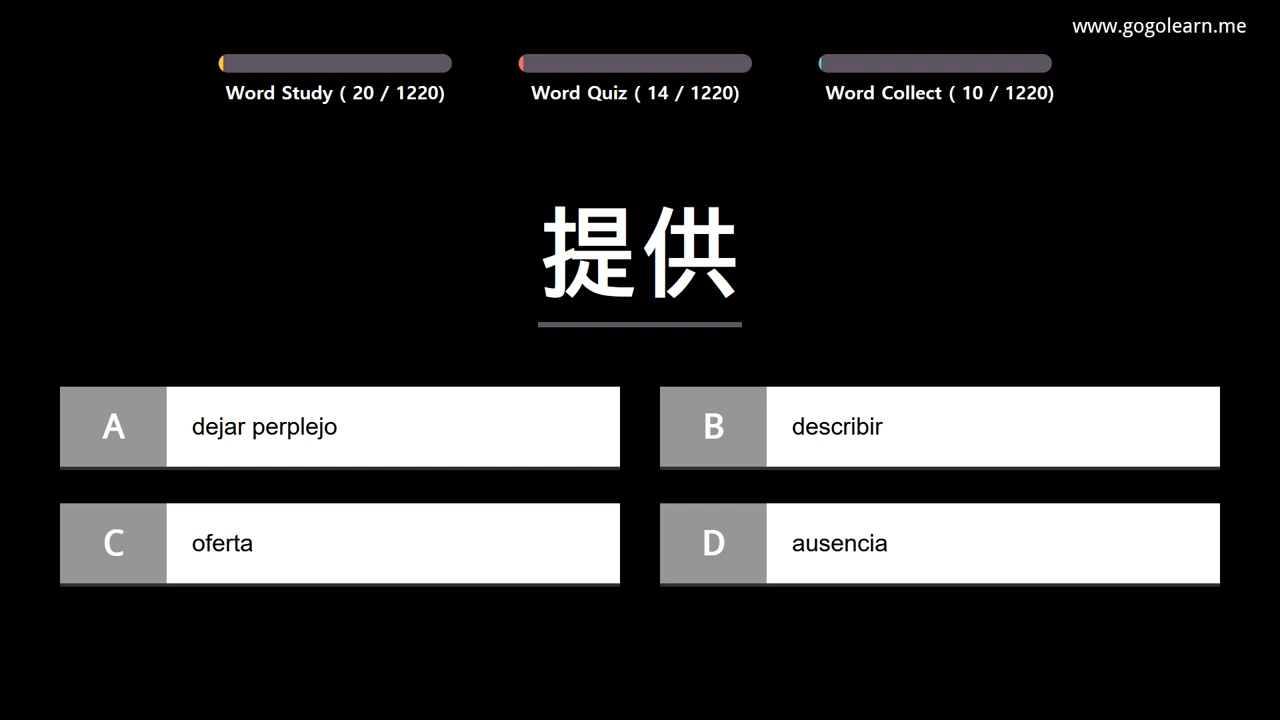 www.gogolearn.me
Word Study ( 20 / 1220)
Word Quiz ( 14 / 1220)
Word Collect ( 10 / 1220)
提供
A dejar perplejo
B describir
C oferta
D ausencia